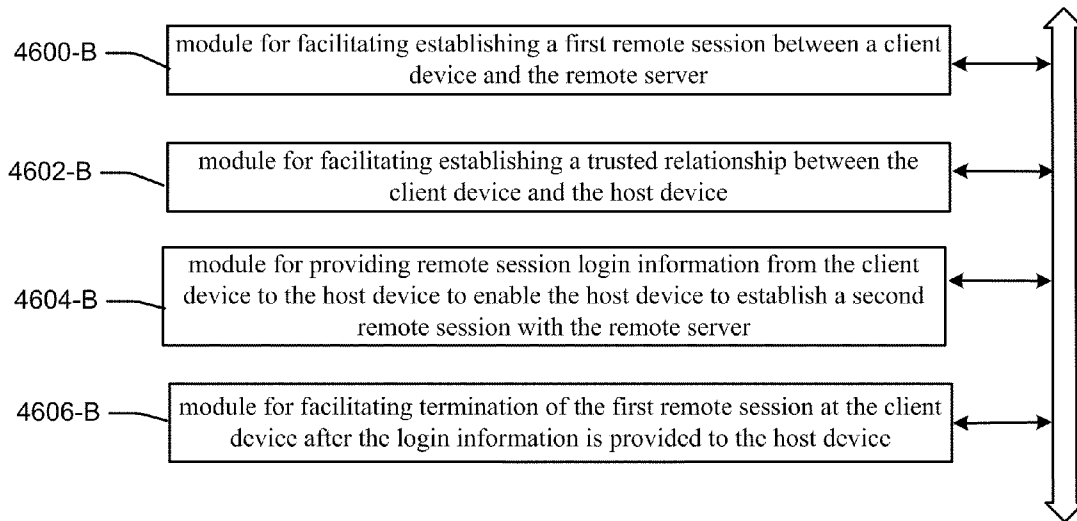 4600-B
module for facilitating establishing a first remote session between a client
device and the remote server
4602-B
module for facilitating establishing a trusted relationship between the
client device and the host device
4604-B
module for providing remote session login information from the client
device to the host device to enable the host device to establish a second
remote session with the remote server
4606-B
module for facilitating termination of the first remote session at the client
device after the login information is provided to the host device